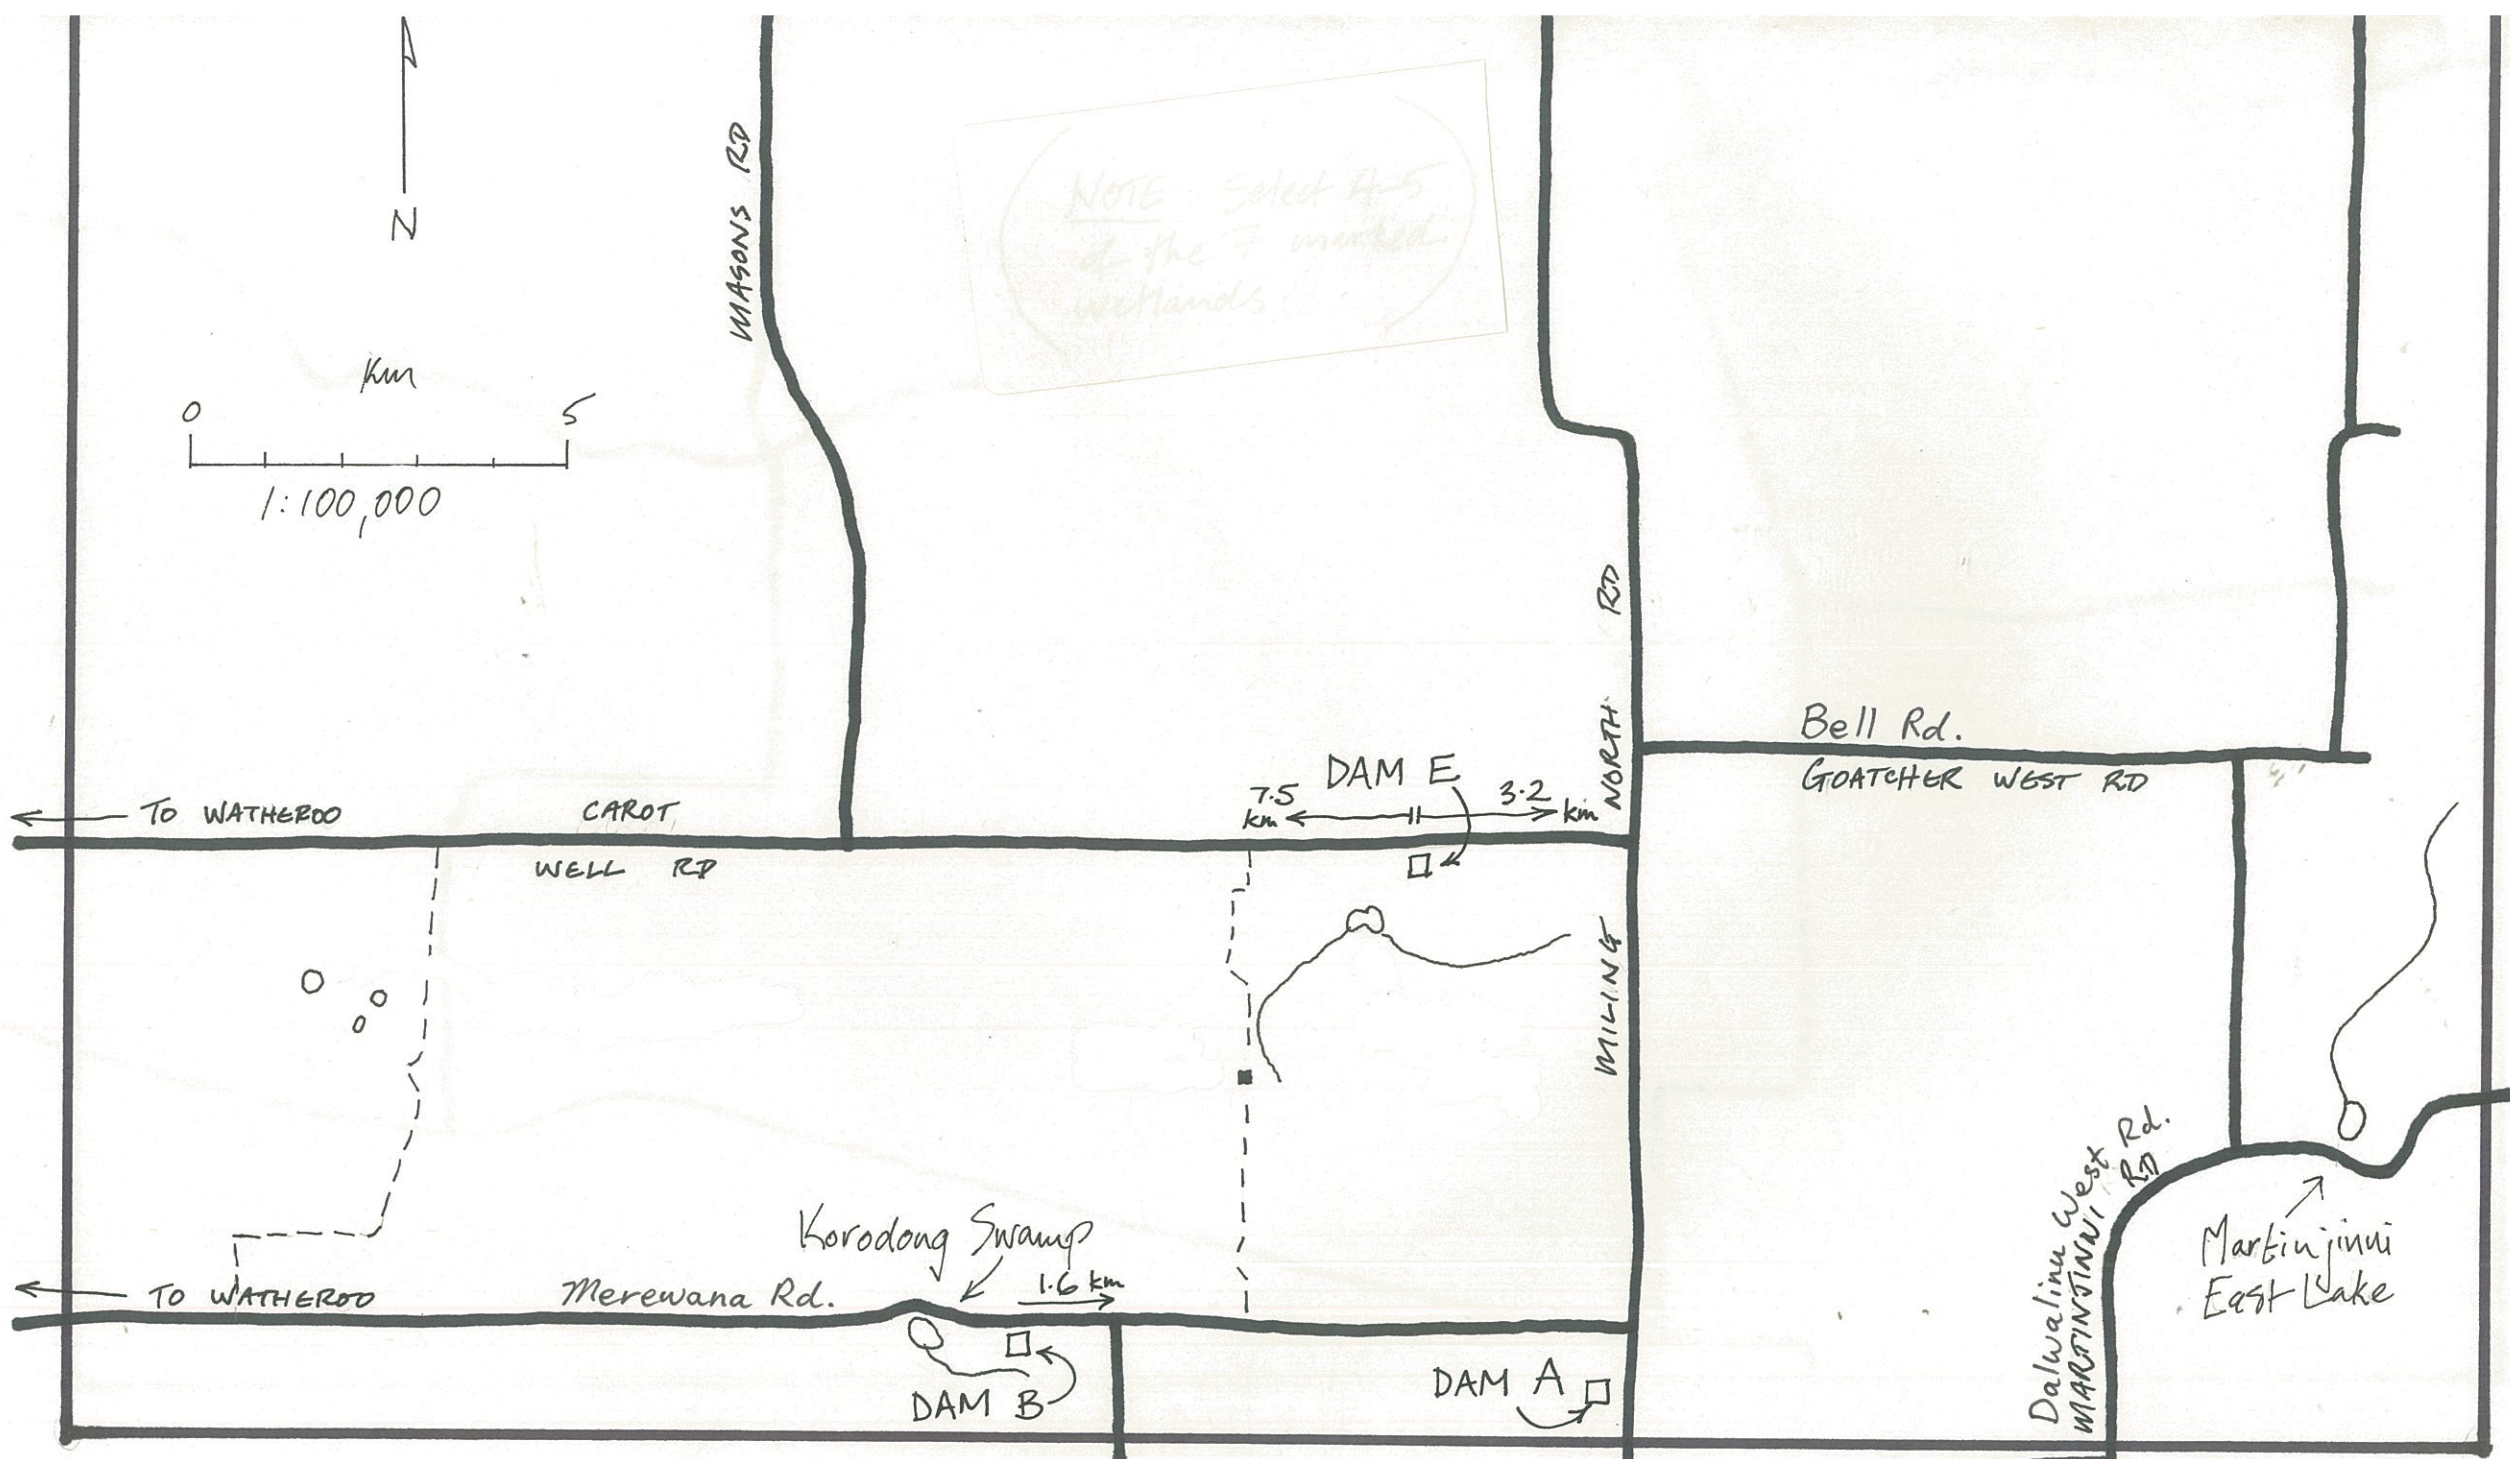 N
MASONS RD
NOTE Select 4-5
of the 7 marked
wetlands.
Km
0 5
1:100,000
NORTH RD
Bell Rd.
GOATCHER WEST RD
DAM E
7.5 km
3.2 km
TO WATHEROO
CAROT
WELL RD
MILING
Dalwalinu West Rd.
MARTINJINNI RD
Martinjinni
East Lake
Korodong Swamp
1.6 km
TO WATHEROO
Merewana Rd.
DAM B
DAM A